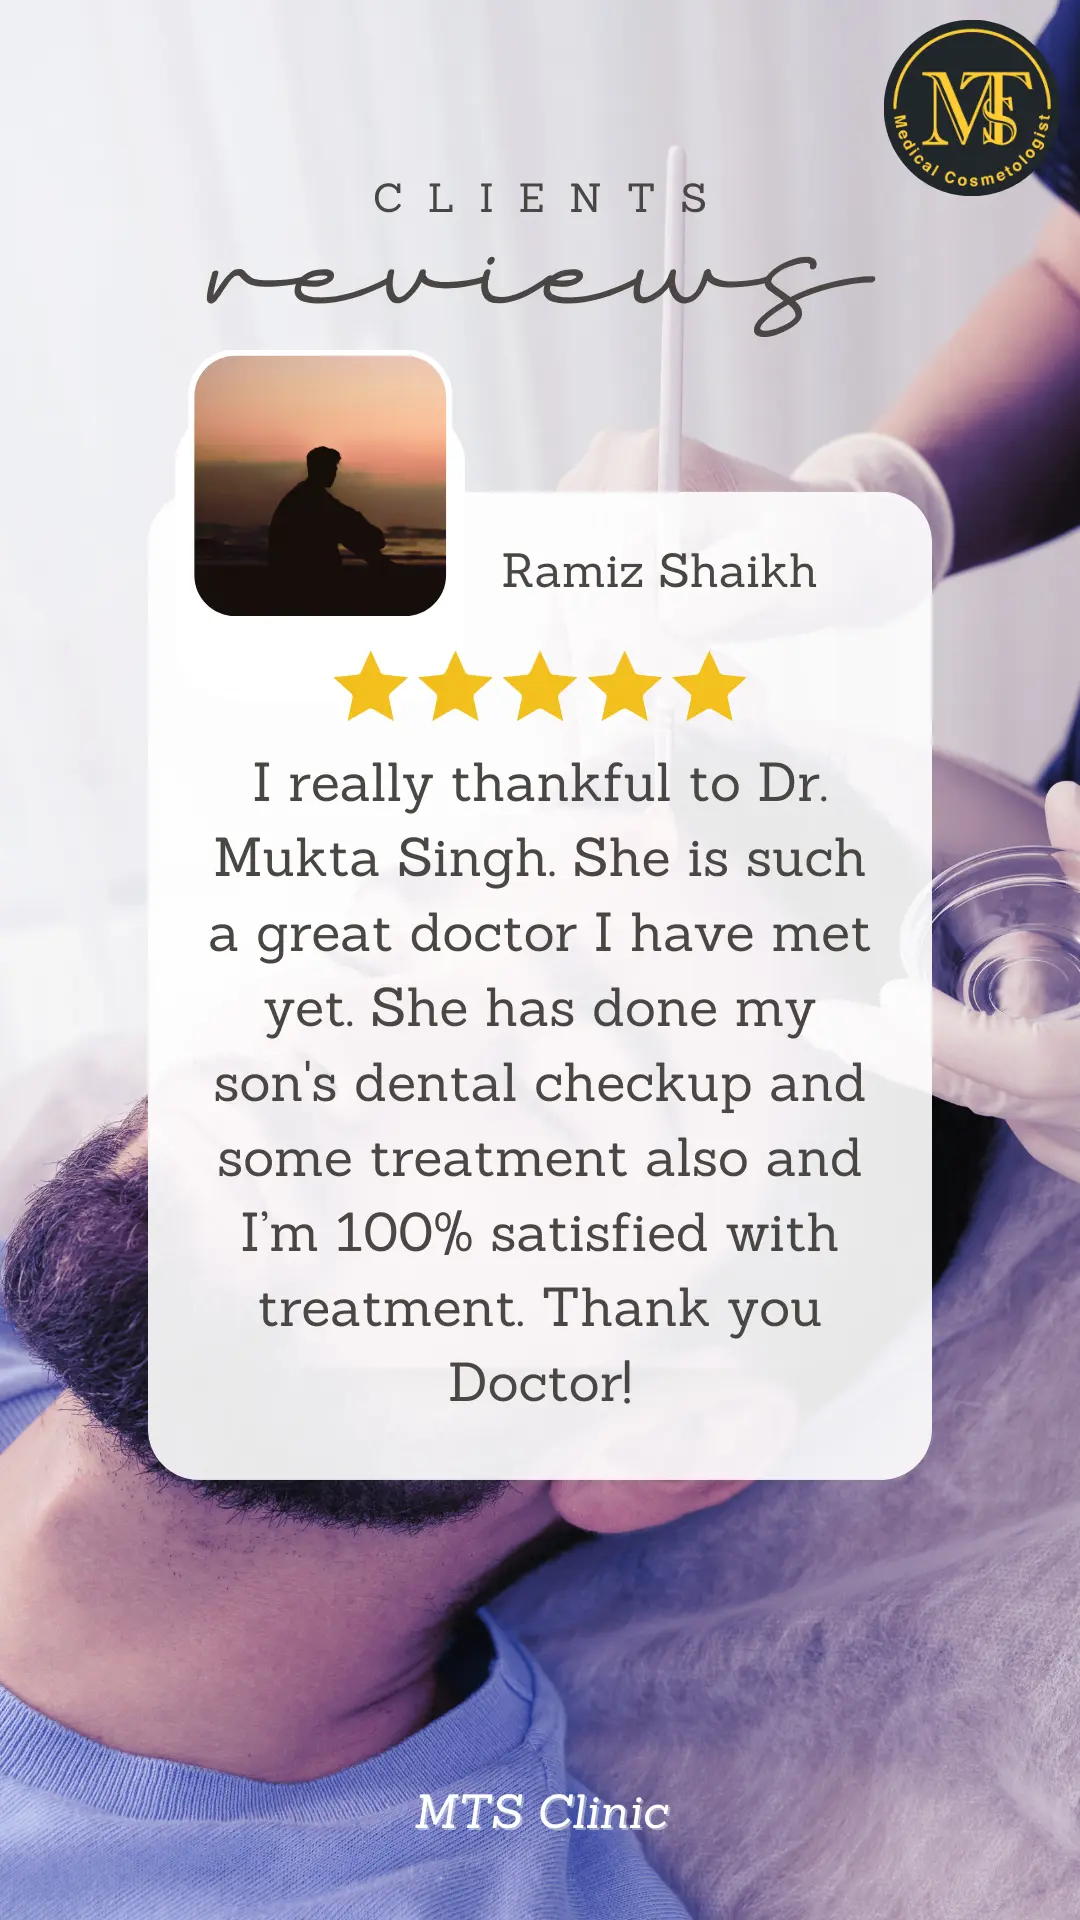 MTS
Medical Cosmetologist
CLIENTS
reviews
Ramiz Shaikh
I really thankful to Dr.
Mukta Singh. She is such
a great doctor I have met
yet. She has done my
son's dental checkup and
some treatment also and
I’m 100% satisfied with
treatment. Thank you
Doctor!
MTS Clinic